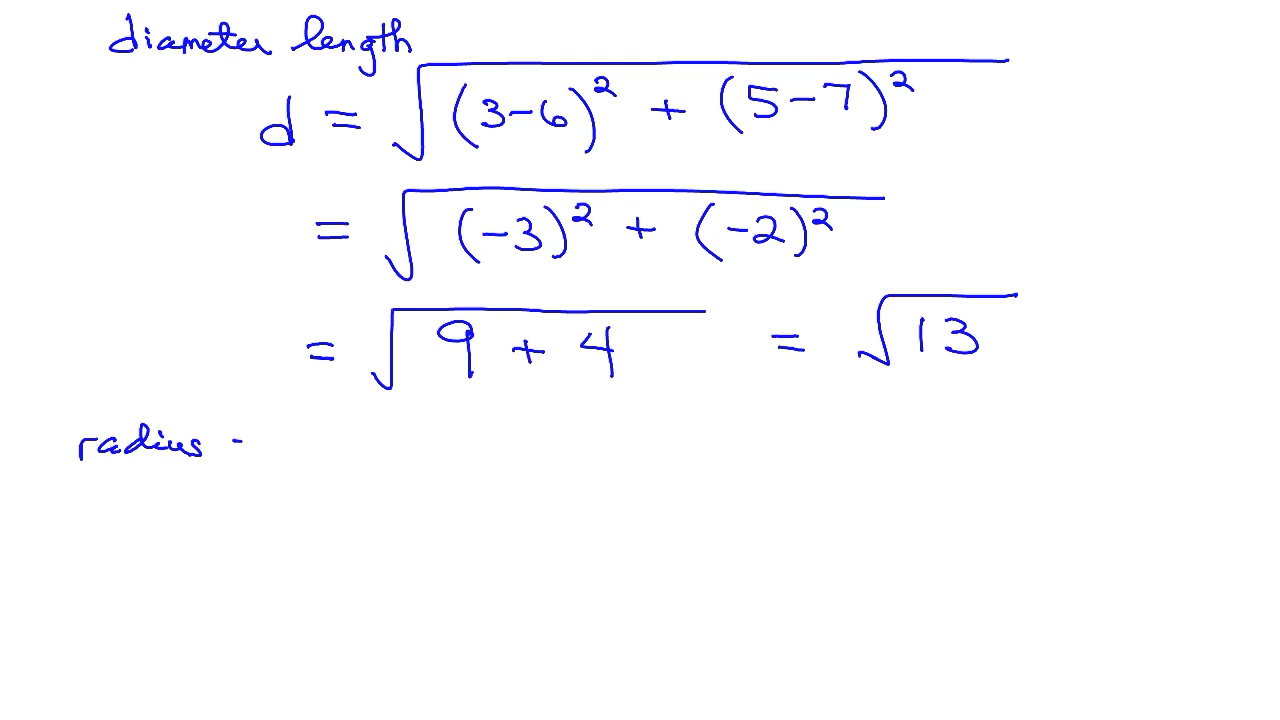 diameter length
d = √((3-6)² + (5-7)²)
= √((-3)² + (-2)²)
= √(9 + 4) = √13
radius -